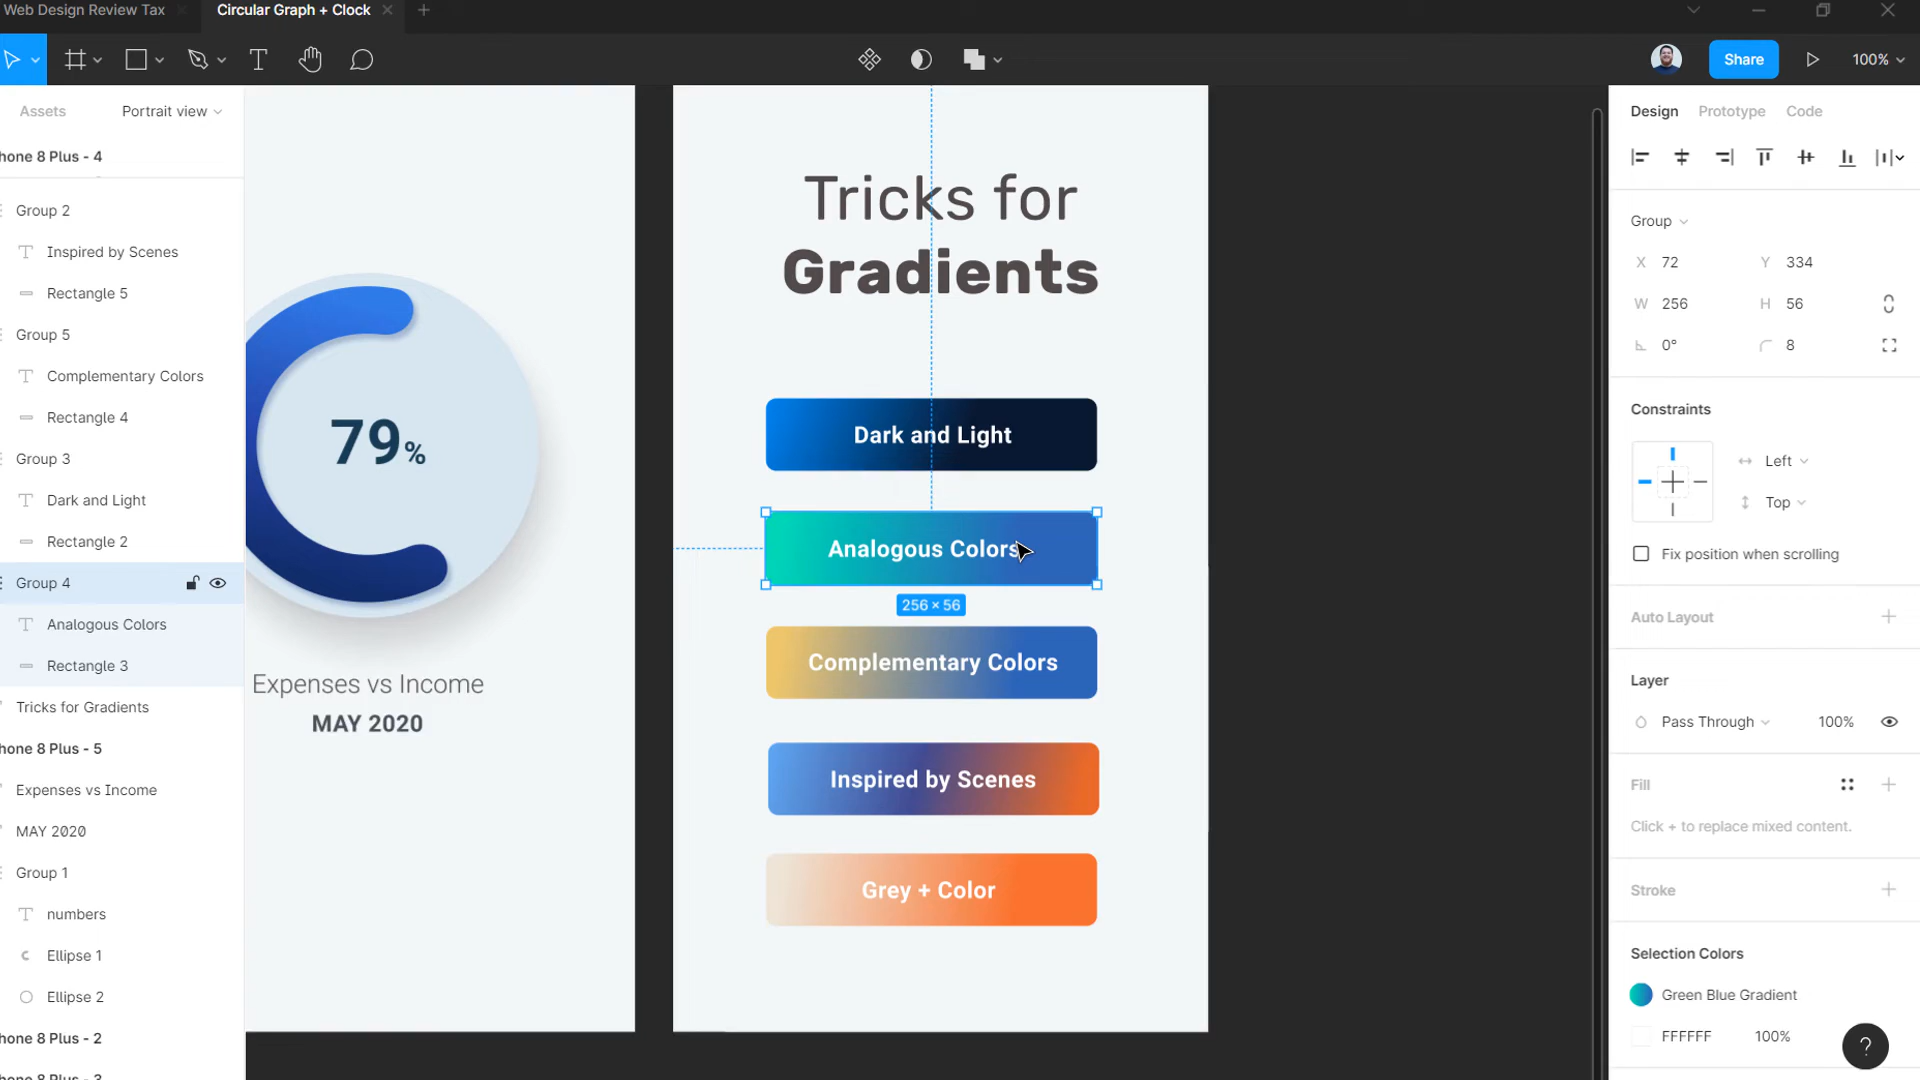 Web Design Review Tax
Circular Graph + Clock
Share
100%
Assets
Portrait view
hone 8 Plus - 4
Group 2
Inspired by Scenes
Rectangle 5
Group 5
Complementary Colors
Rectangle 4
Group 3
Dark and Light
Rectangle 2
Group 4
Analogous Colors
Rectangle 3
Tricks for Gradients
hone 8 Plus - 5
Expenses vs Income
MAY 2020
Group 1
numbers
Ellipse 1
Ellipse 2
hone 8 Plus - 2
hone 8 Plus - 3
79%
Expenses vs Income
MAY 2020
Tricks for
Gradients
Dark and Light
Analogous Colors
256 × 56
Complementary Colors
Inspired by Scenes
Grey + Color
Design Prototype Code
Group
X 72 Y 334
W 256 H 56
0° 8
Constraints
Left
Top
Fix position when scrolling
Auto Layout
Layer
Pass Through 100%
Fill
Click + to replace mixed content.
Stroke
Selection Colors
Green Blue Gradient
FFFFFF 100%
?